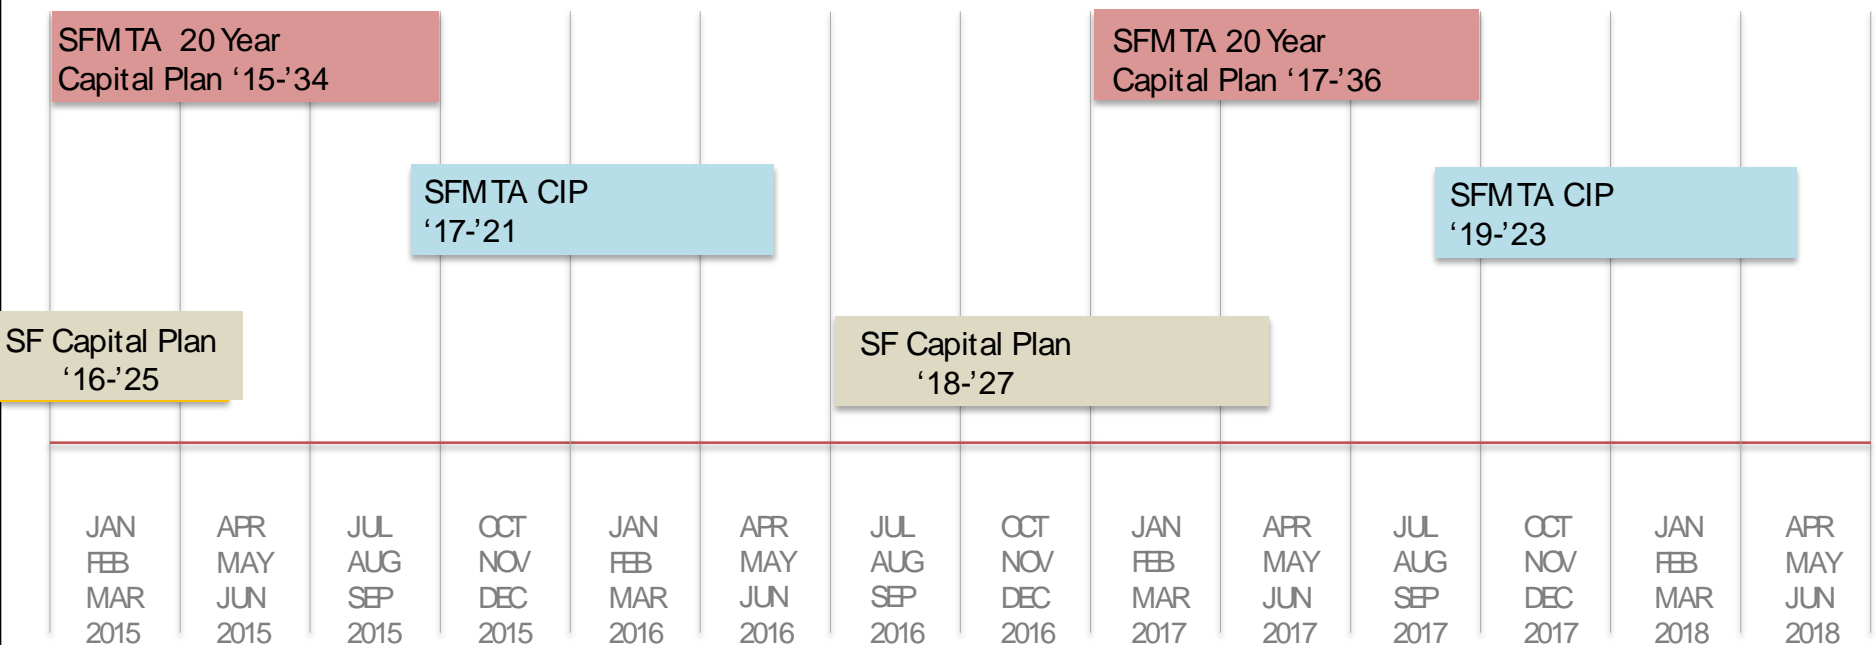 SFMTA 20 Year
Capital Plan ‘15-’34
SFMTA 20 Year
Capital Plan ‘17-’36
SFMTA CIP
‘17-’21
SFMTA CIP
‘19-’23
SF Capital Plan
‘16-’25
SF Capital Plan
‘18-’27
JAN
FEB
MAR
2015
APR
MAY
JUN
2015
JUL
AUG
SEP
2015
OCT
NOV
DEC
2015
JAN
FEB
MAR
2016
APR
MAY
JUN
2016
JUL
AUG
SEP
2016
OCT
NOV
DEC
2016
JAN
FEB
MAR
2017
APR
MAY
JUN
2017
JUL
AUG
SEP
2017
OCT
NOV
DEC
2017
JAN
FEB
MAR
2018
APR
MAY
JUN
2018